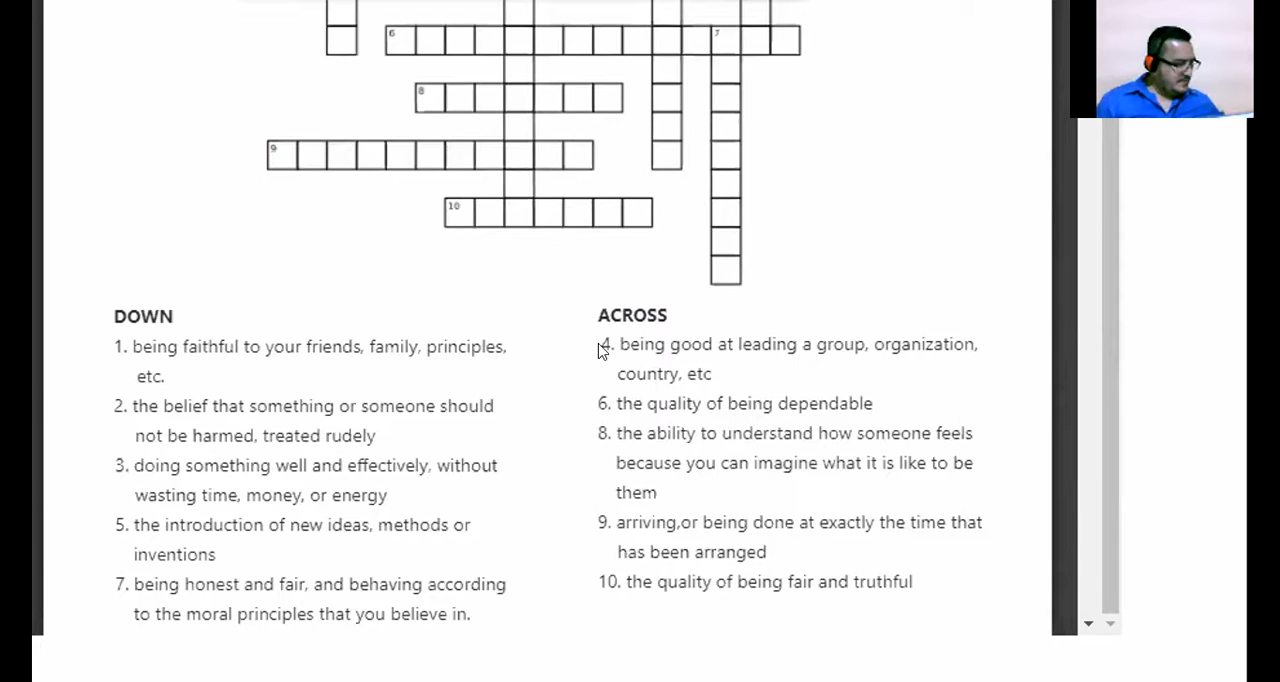 6
7
8
9
10
DOWN
1. being faithful to your friends, family, principles,
etc.
2. the belief that something or someone should
not be harmed, treated rudely
3. doing something well and effectively, without
wasting time, money, or energy
5. the introduction of new ideas, methods or
inventions
7. being honest and fair, and behaving according
to the moral principles that you believe in.
ACROSS
4. being good at leading a group, organization,
country, etc
6. the quality of being dependable
8. the ability to understand how someone feels
because you can imagine what it is like to be
them
9. arriving,or being done at exactly the time that
has been arranged
10. the quality of being fair and truthful